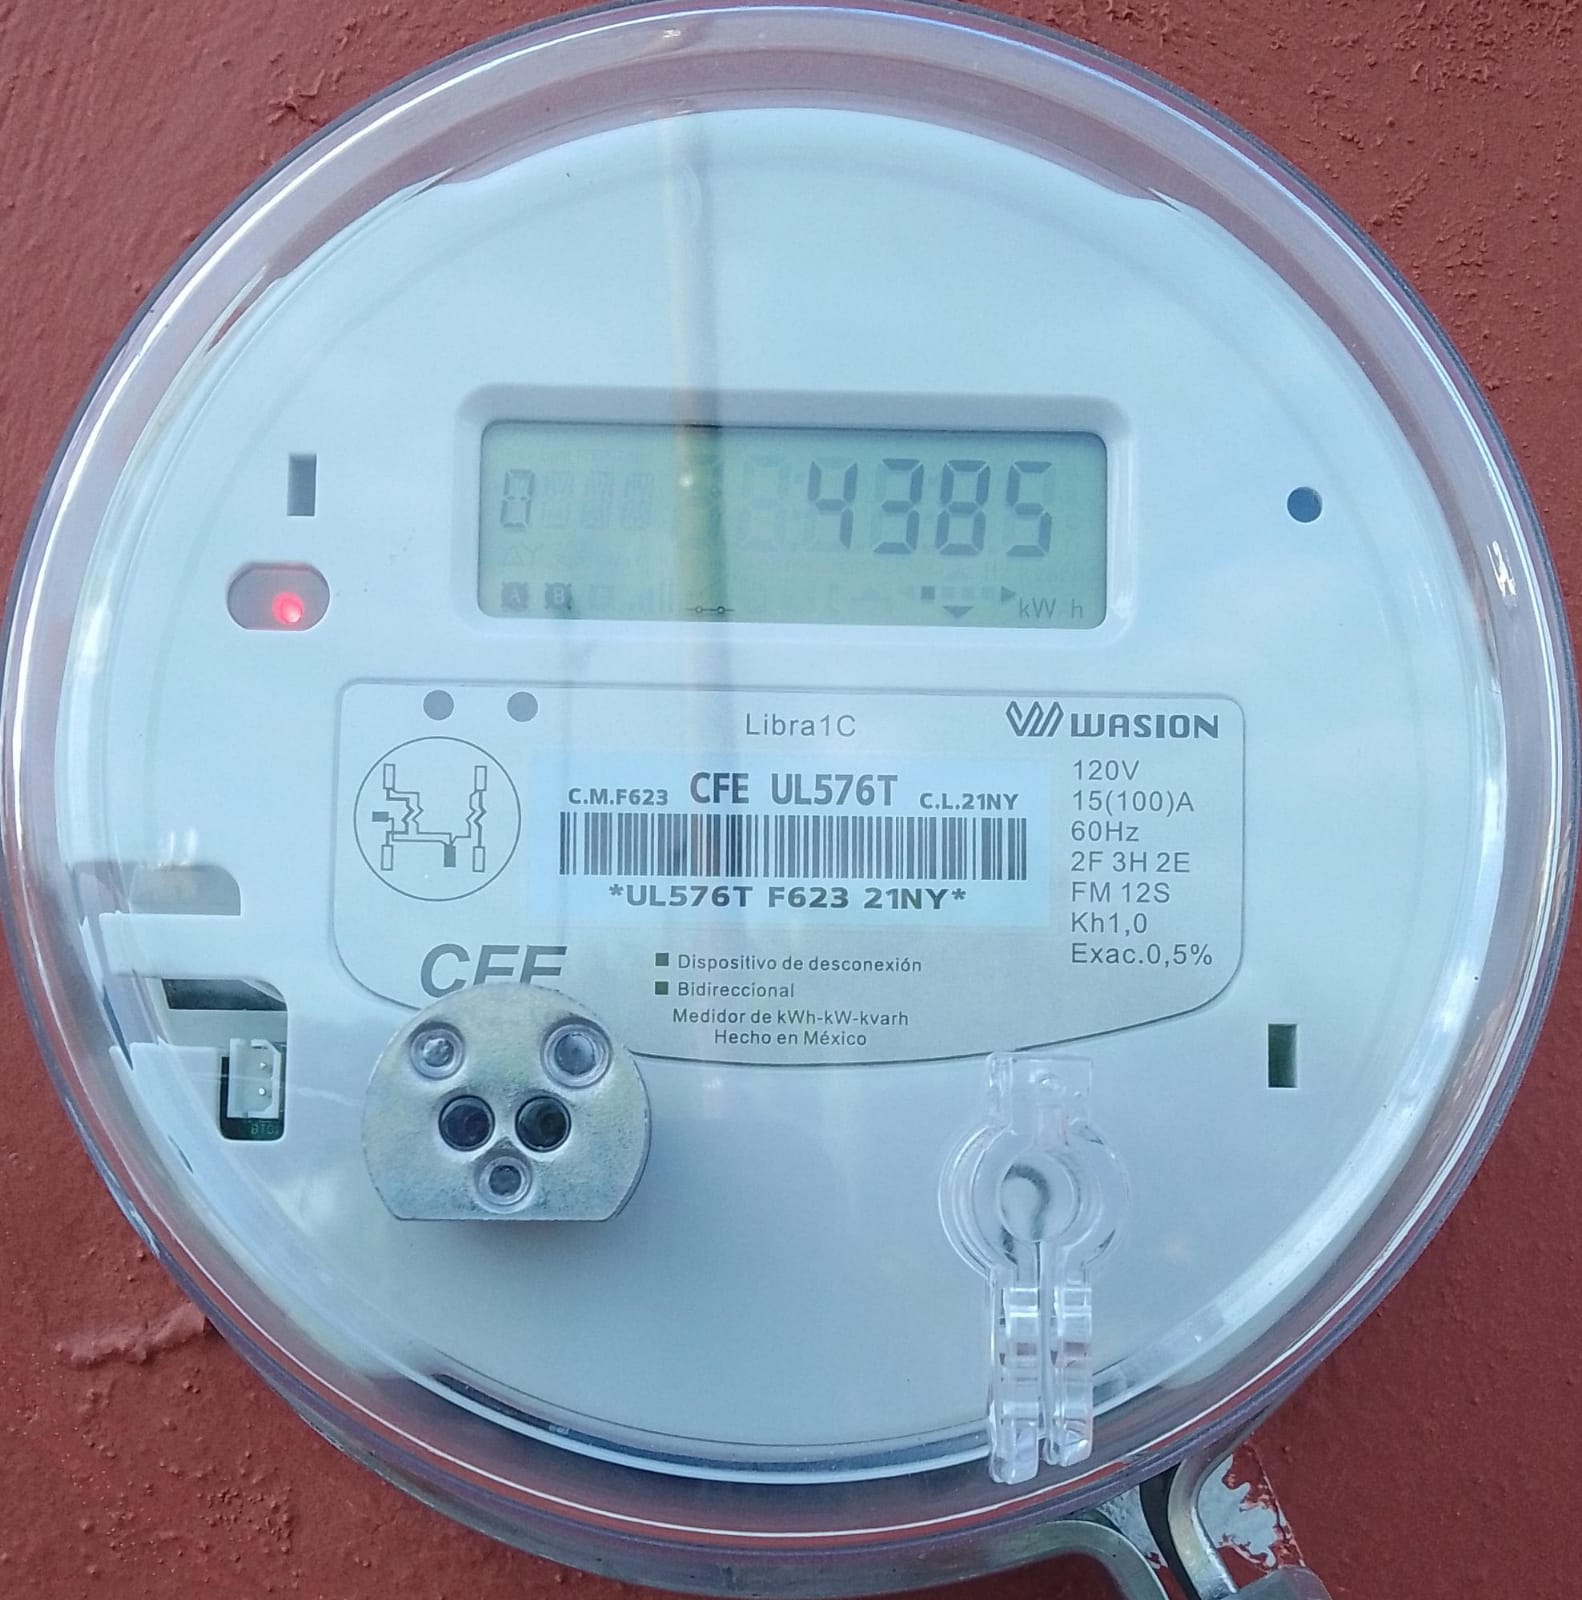 0 4385
A B kW h
Libra1C
WASION
C.M.F623 CFE UL576T C.L.21NY
*UL576T F623 21NY*
120V
15(100)A
60Hz
2F 3H 2E
FM 12S
Kh1,0
Exac.0,5%
CFE
Dispositivo de desconexión
Bidireccional
Medidor de kWh-kW-kvarh
Hecho en México